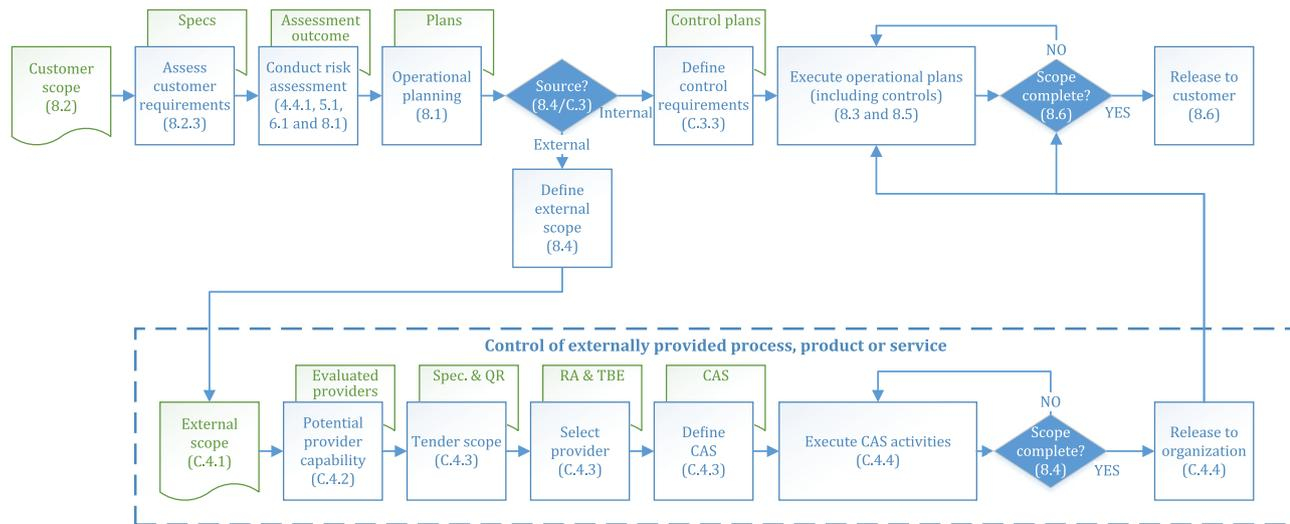 Specs
Assessment
outcome
Plans
Control plans
Customer
scope
(8.2)
Assess
customer
requirements
(8.2.3)
Conduct risk
assessment
(4.4.1, 5.1,
6.1 and 8.1)
Operational
planning
(8.1)
Source?
(8.4/C.3)
Internal
External
Define
control
requirements
(C.3.3)
Execute operational plans
(including controls)
(8.3 and 8.5)
NO
Scope
complete?
(8.6)
YES
Release to
customer
(8.6)
Define
external
scope
(8.4)
Control of externally provided process, product or service
Evaluated
providers
Spec. & QR
RA & TBE
CAS
External
scope
(C.4.1)
Potential
provider
capability
(C.4.2)
Tender scope
(C.4.3)
Select
provider
(C.4.3)
Define
CAS
(C.4.3)
Execute CAS activities
(C.4.4)
NO
Scope
complete?
(8.4)
YES
Release to
organization
(C.4.4)